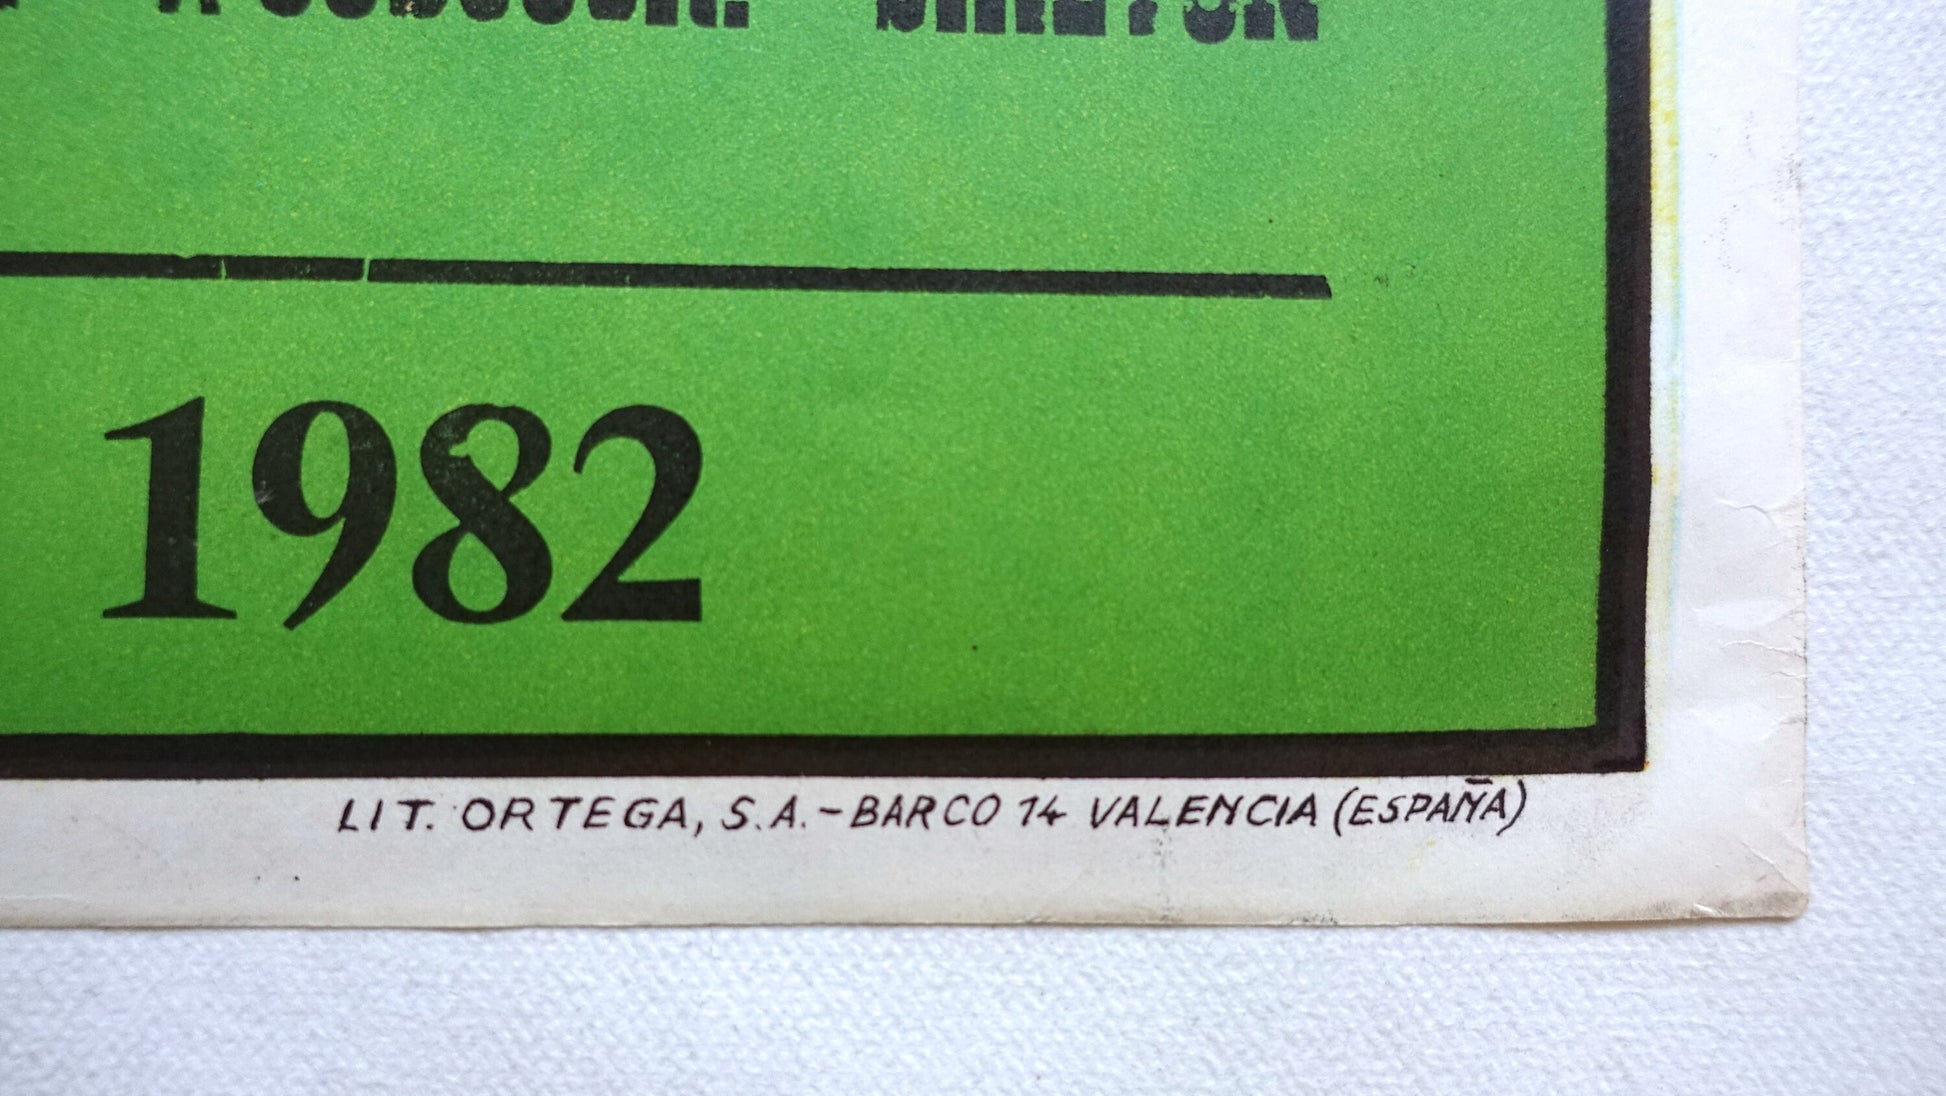 1982
LIT. ORTEGA, S.A. - BARCO 14 VALENCIA (ESPAÑA)